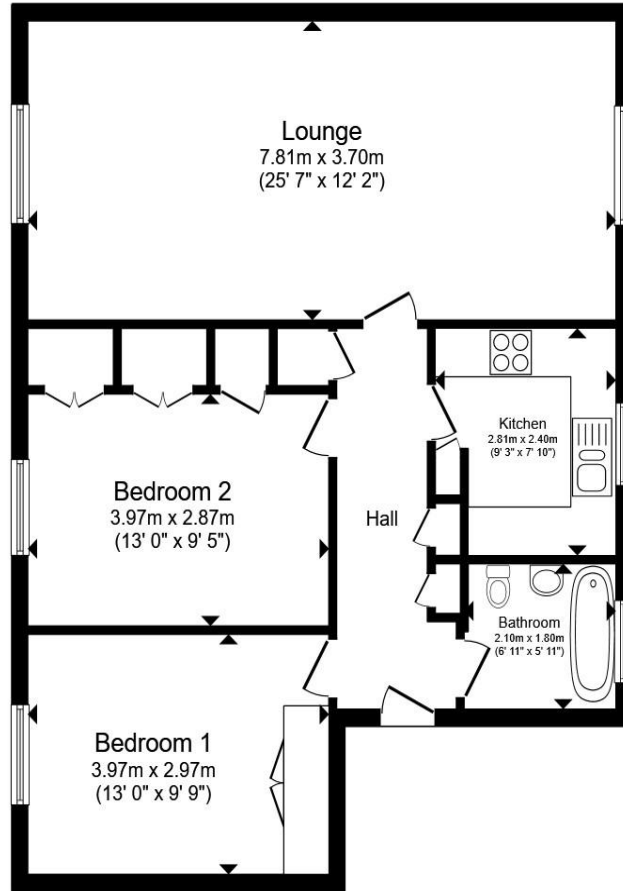 Lounge
7.81m x 3.70m
(25' 7" x 12' 2")
Kitchen
2.81m x 2.40m
(9' 3" x 7' 10")
Bedroom 2
3.97m x 2.87m
(13' 0" x 9' 5")
Hall
Bathroom
2.10m x 1.80m
(6' 11" x 5' 11")
Bedroom 1
3.97m x 2.97m
(13' 0" x 9' 9")